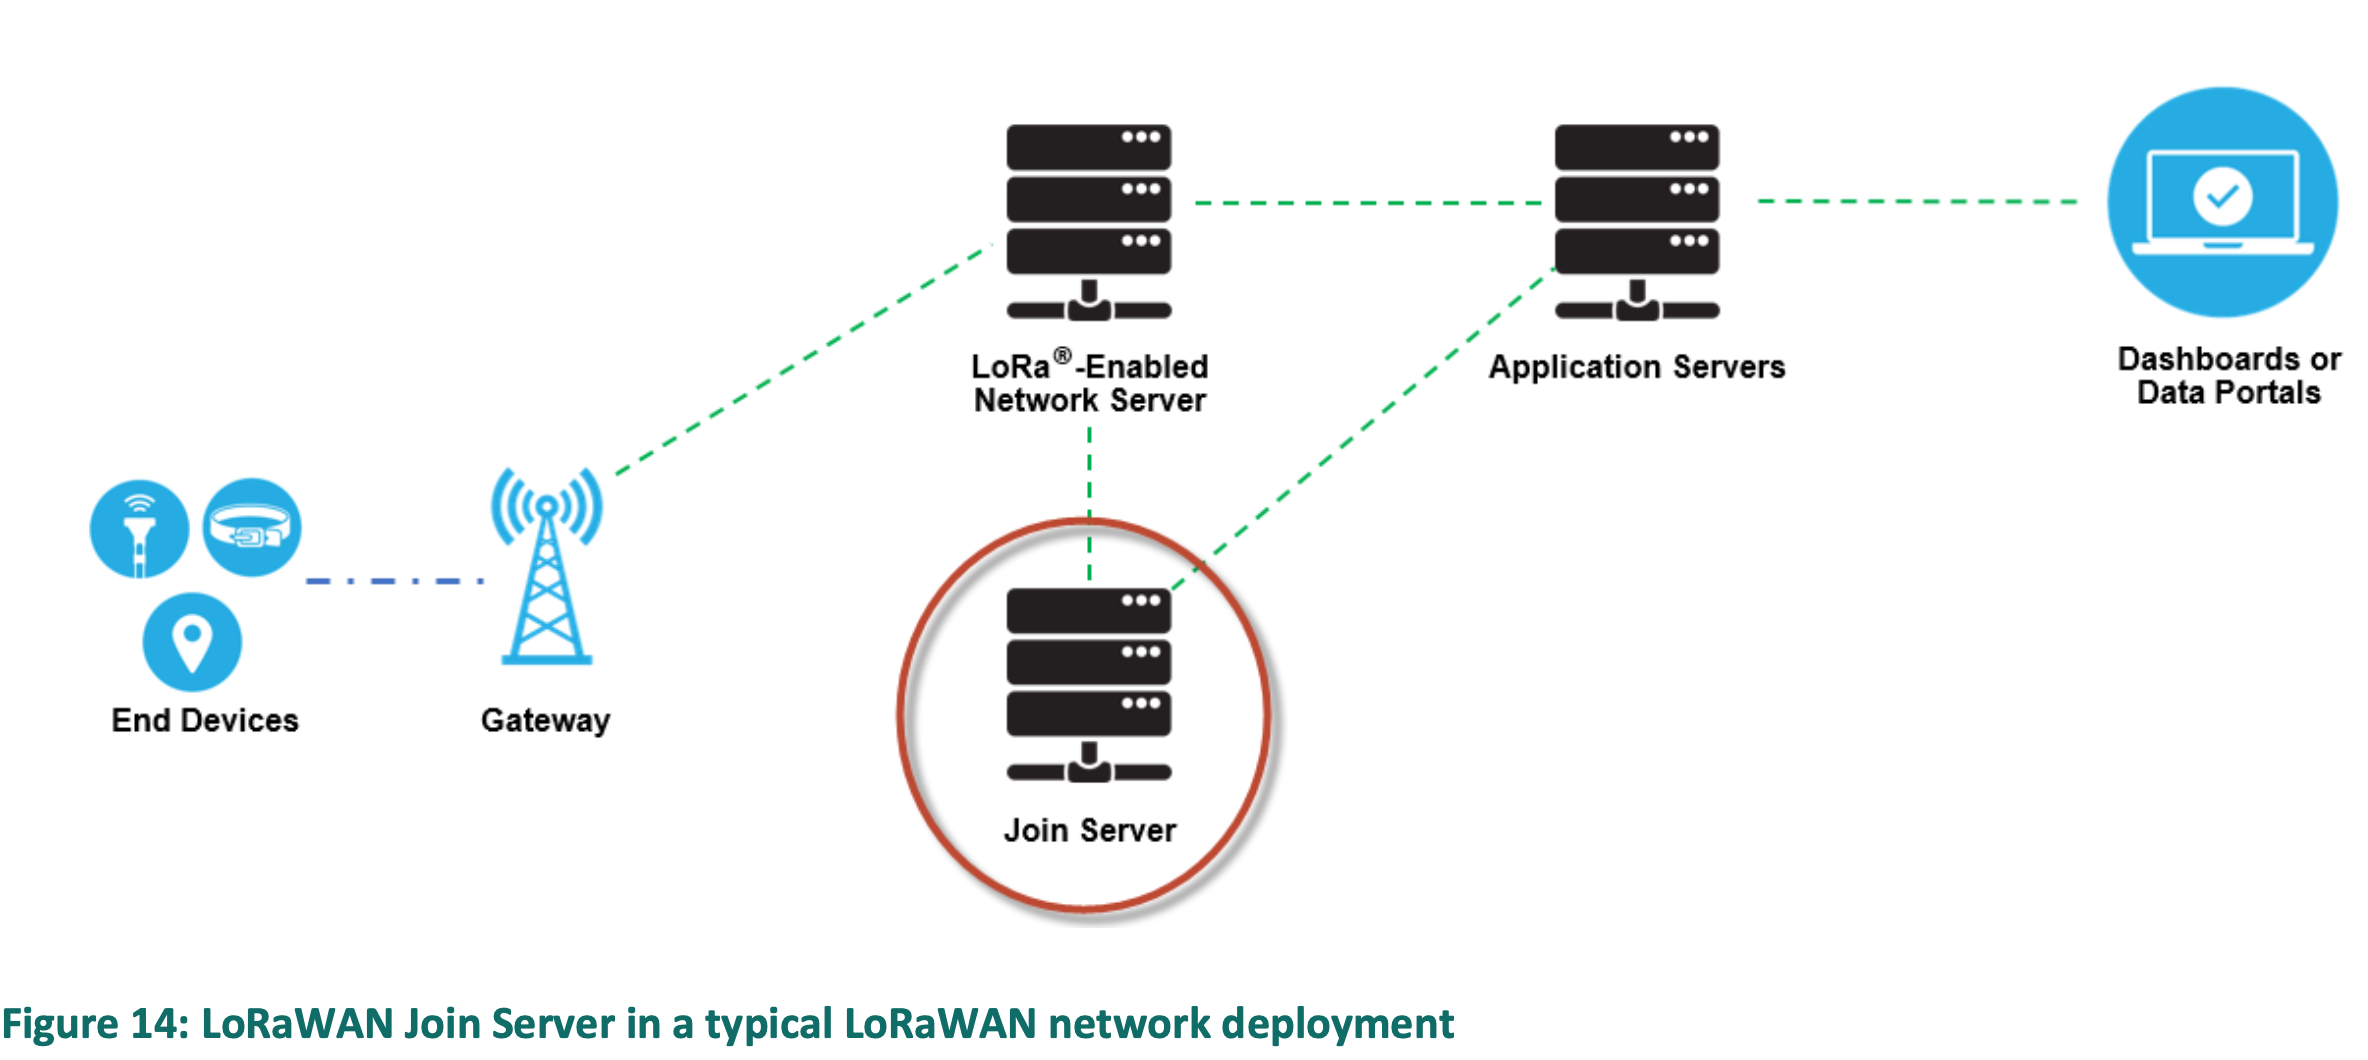 LoRa®-Enabled
Network Server
Application Servers
Dashboards or
Data Portals
End Devices
Gateway
Join Server
Figure 14: LoRaWAN Join Server in a typical LoRaWAN network deployment